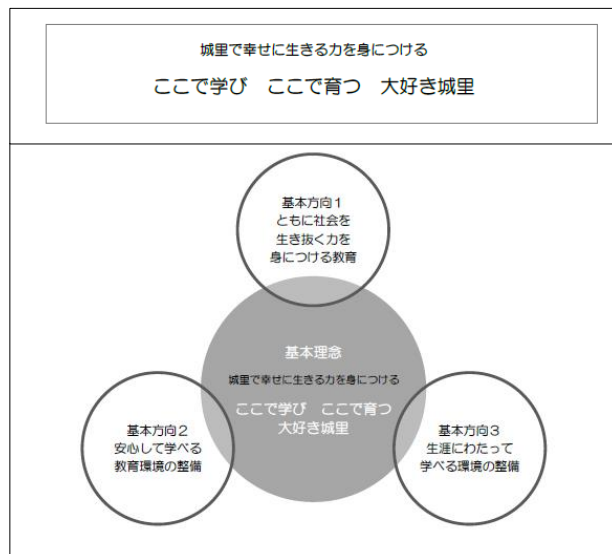 城里で幸せに生きる力を身につける
ここで学び　ここで育つ　大好き城里
基本方向１
ともに社会を
生き抜く力を
身につける教育
基本理念
城里で幸せに生きる力を身につける
ここで学び　ここで育つ
大好き城里
基本方向２
安心して学べる
教育環境の整備
基本方向３
生涯にわたって
学べる環境の整備